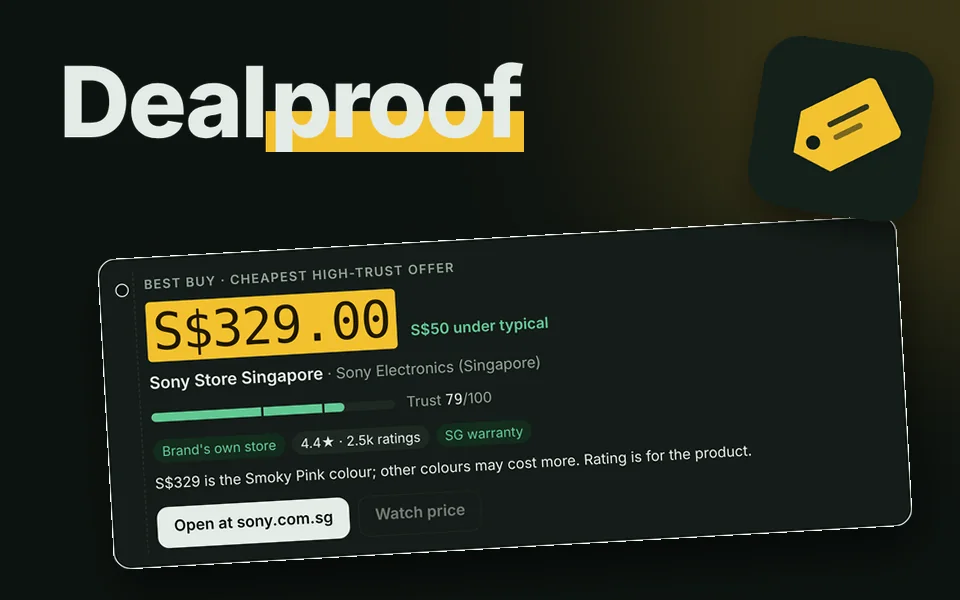 Dealproof
BEST BUY · CHEAPEST HIGH-TRUST OFFER
S$329.00 S$50 under typical
Sony Store Singapore · Sony Electronics (Singapore)
Trust 79/100
Brand's own store 4.4★ · 2.5k ratings SG warranty
S$329 is the Smoky Pink colour; other colours may cost more. Rating is for the product.
Open at sony.com.sg Watch price